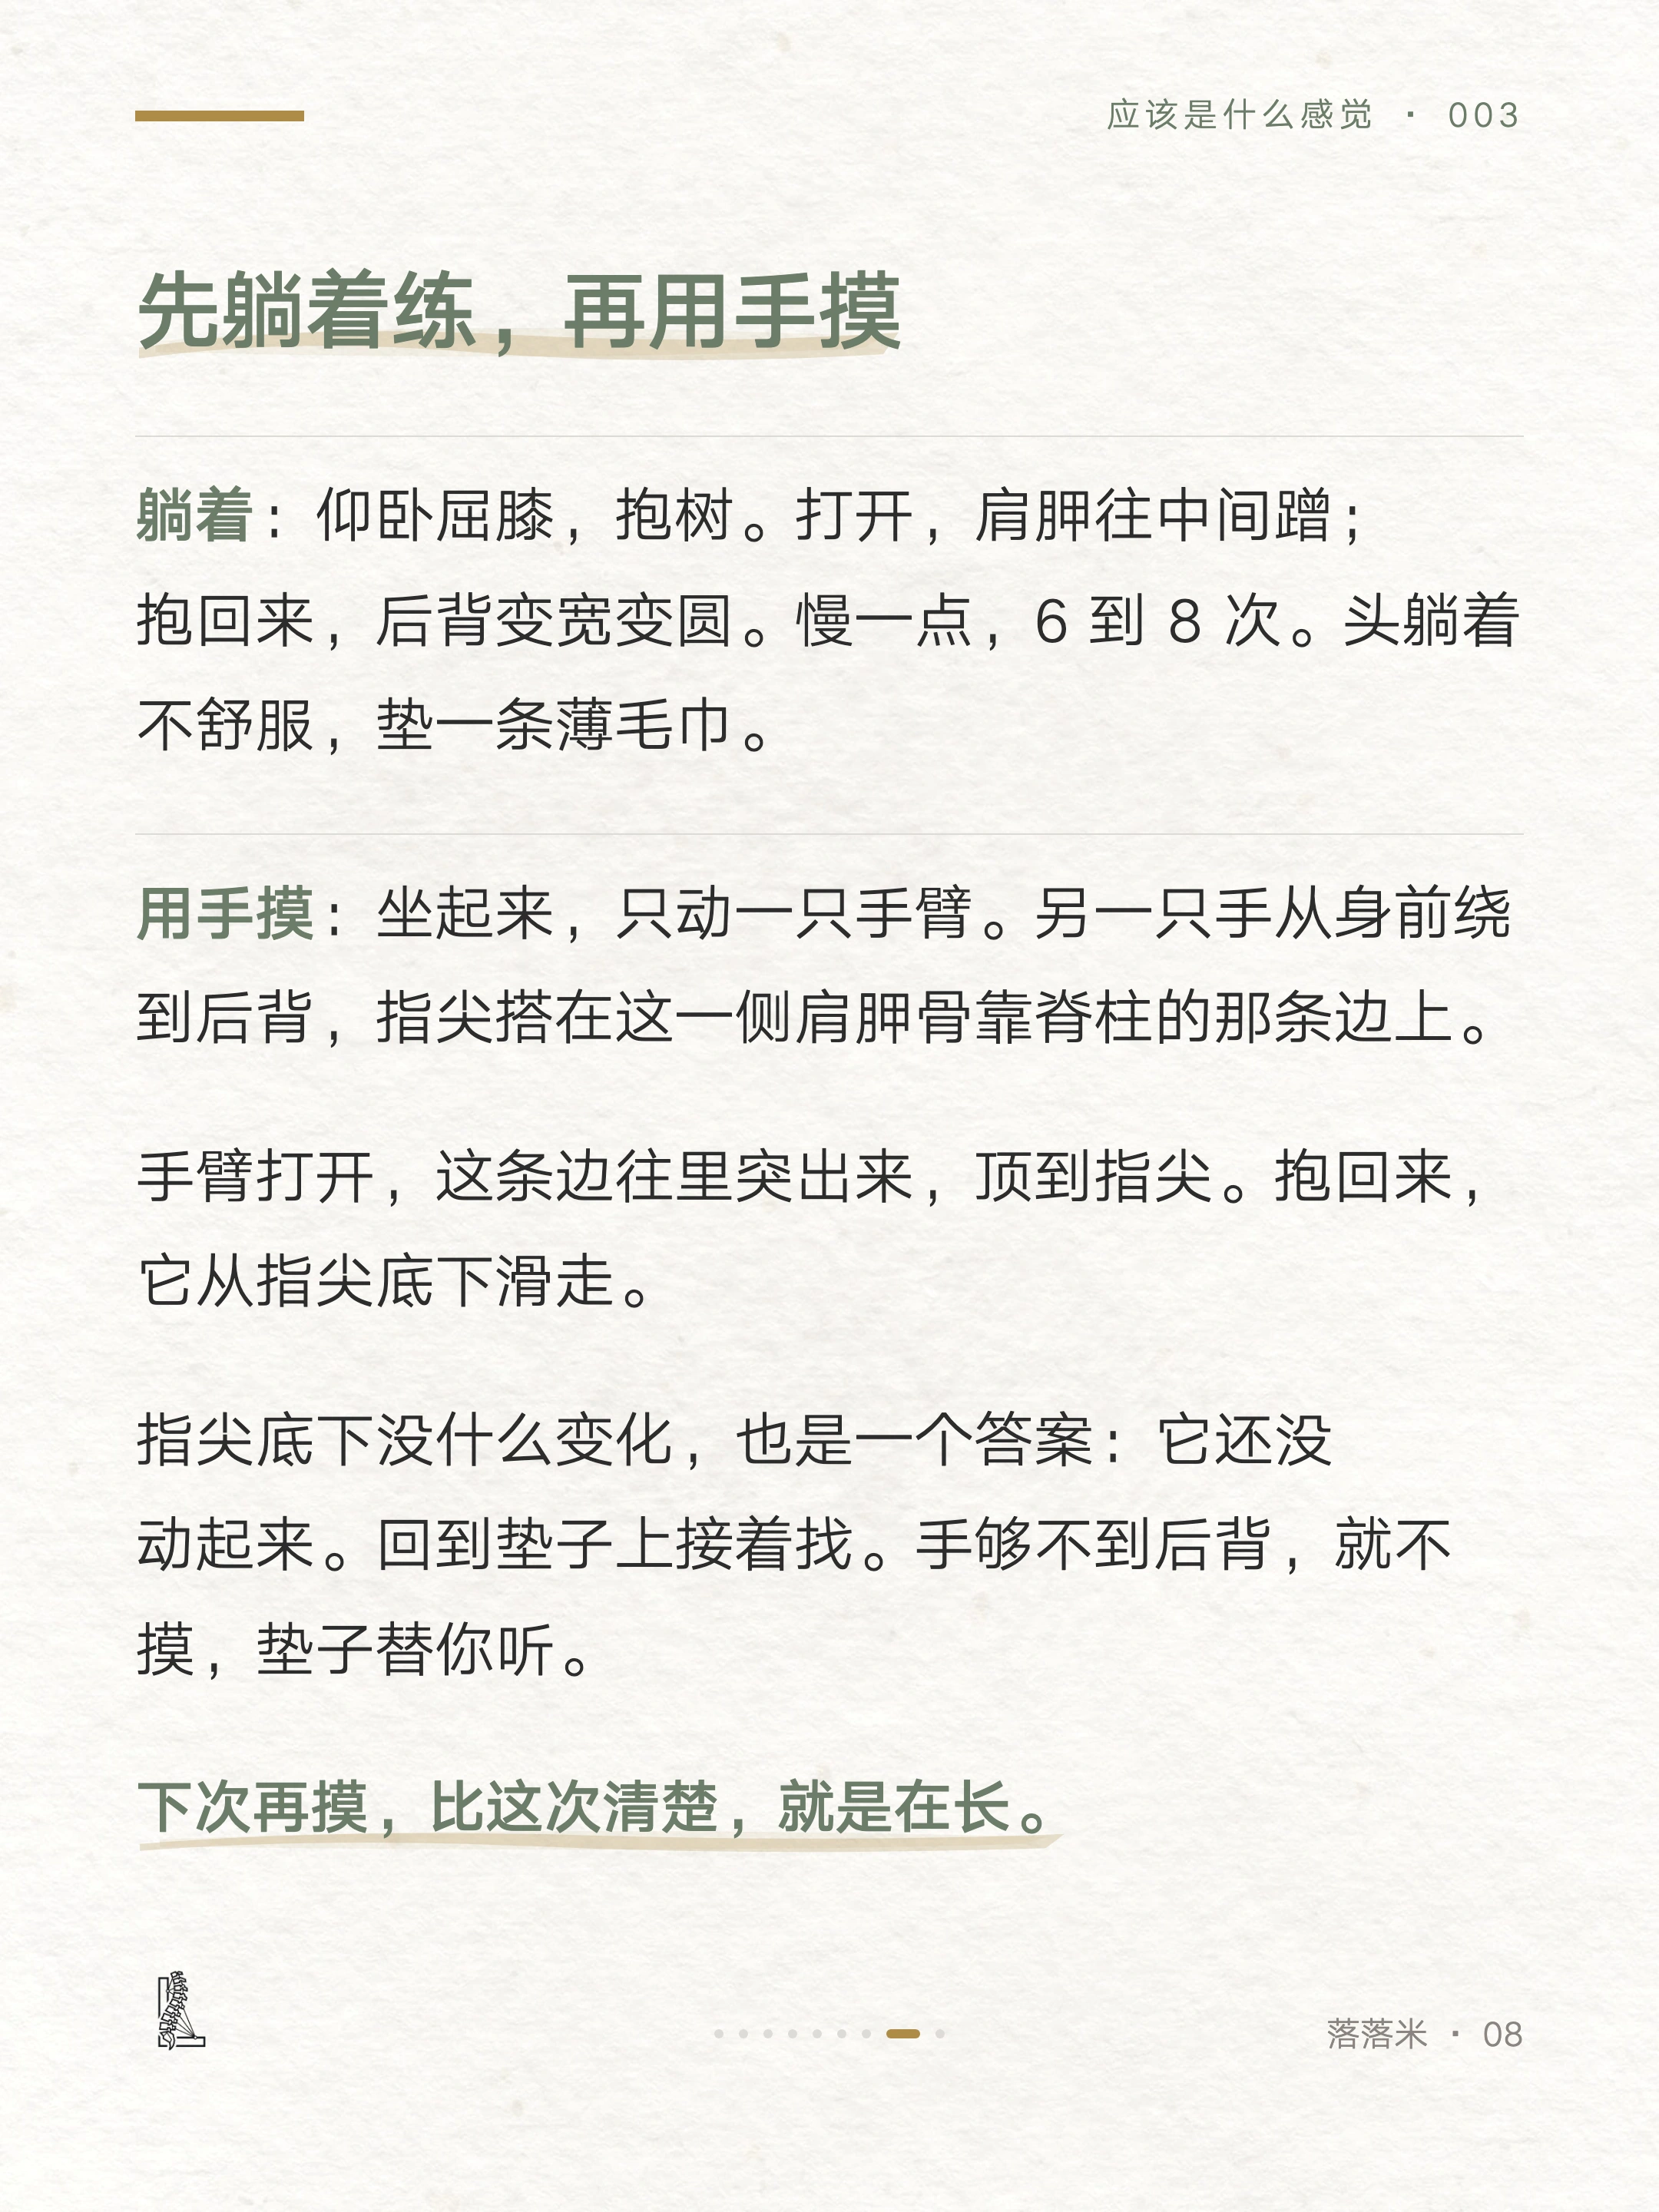 应该是什么感觉 · 003
先躺着练，再用手摸
躺着：仰卧屈膝，抱树。打开，肩胛往中间蹭；
抱回来，后背变宽变圆。慢一点，6 到 8 次。头躺着
不舒服，垫一条薄毛巾。
用手摸：坐起来，只动一只手臂。另一只手从身前绕
到后背，指尖搭在这一侧肩胛骨靠脊柱的那条边上。
手臂打开，这条边往里突出来，顶到指尖。抱回来，
它从指尖底下滑走。
指尖底下没什么变化，也是一个答案：它还没
动起来。回到垫子上接着找。手够不到后背，就不
摸，垫子替你听。
下次再摸，比这次清楚，就是在长。
落落米 · 08